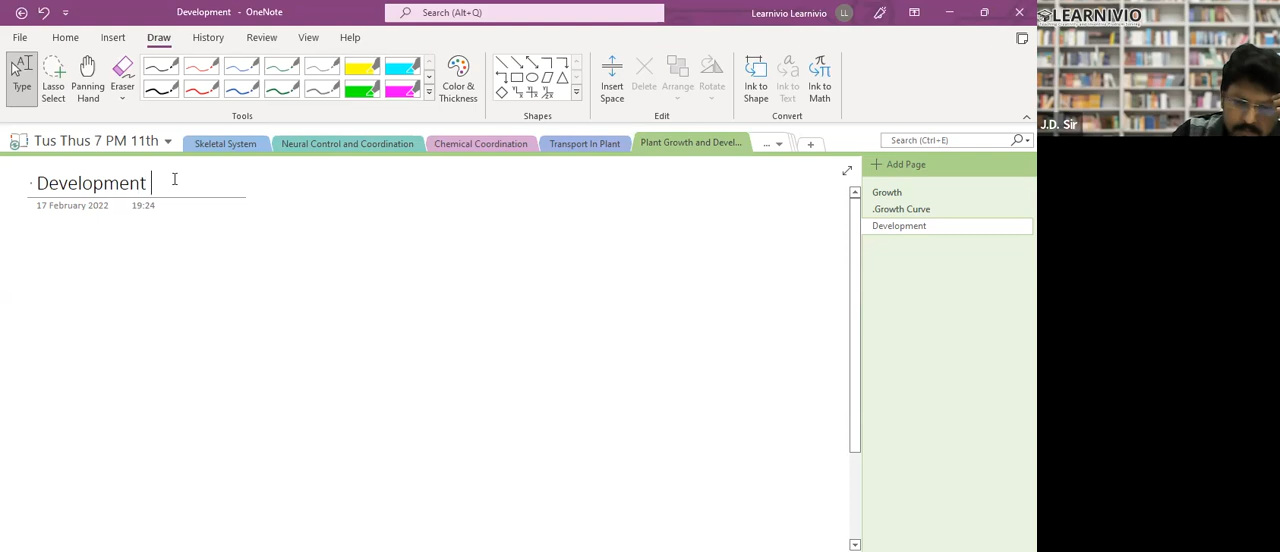 Development - OneNote
Search (Alt+Q)
Learnivio Learnivio
LL
LEARNIVIO
File Home Insert Draw History Review View Help
Type
Lasso Select
Panning Hand
Eraser
Color & Thickness
Insert Space
Delete
Arrange
Rotate
Ink to Shape
Ink to Text
Ink to Math
Tools
Shapes
Edit
Convert
J.D. Sir
Tus Thus 7 PM 11th
Skeletal System
Neural Control and Coordination
Chemical Coordination
Transport In Plant
Plant Growth and Devel...
...
Search (Ctrl+E)
Development
17 February 2022 19:24
Add Page
Growth
.Growth Curve
Development